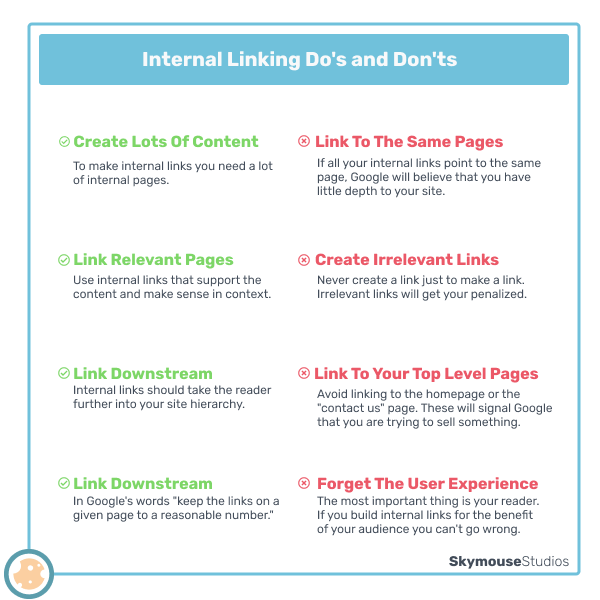 Internal Linking Do's and Don'ts
Create Lots Of Content
To make internal links you need a lot
of internal pages.
Link To The Same Pages
If all your internal links point to the same
page, Google will believe that you have
little depth to your site.
Link Relevant Pages
Use internal links that support the
content and make sense in context.
Create Irrelevant Links
Never create a link just to make a link.
Irrelevant links will get your penalized.
Link Downstream
Internal links should take the reader
further into your site hierarchy.
Link To Your Top Level Pages
Avoid linking to the homepage or the
"contact us" page. These will signal Google
that you are trying to sell something.
Link Downstream
In Google's words "keep the links on a
given page to a reasonable number."
Forget The User Experience
The most important thing is your reader.
If you build internal links for the benefit
of your audience you can't go wrong.
SkymouseStudios